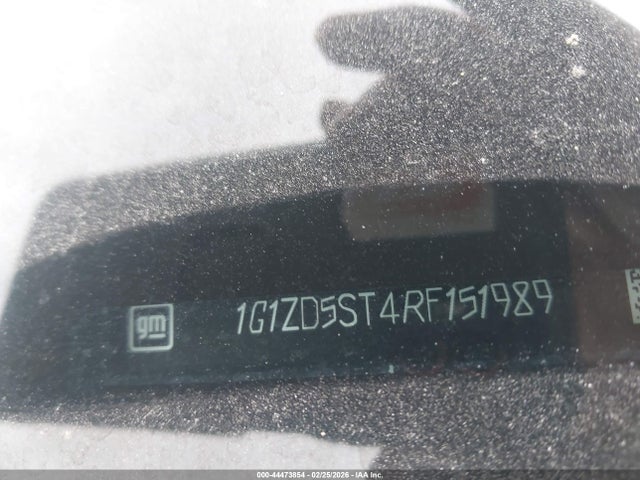 gm 1G1ZD5ST4RF151989
000-44473854 - 02/25/2026 - IAA Inc.